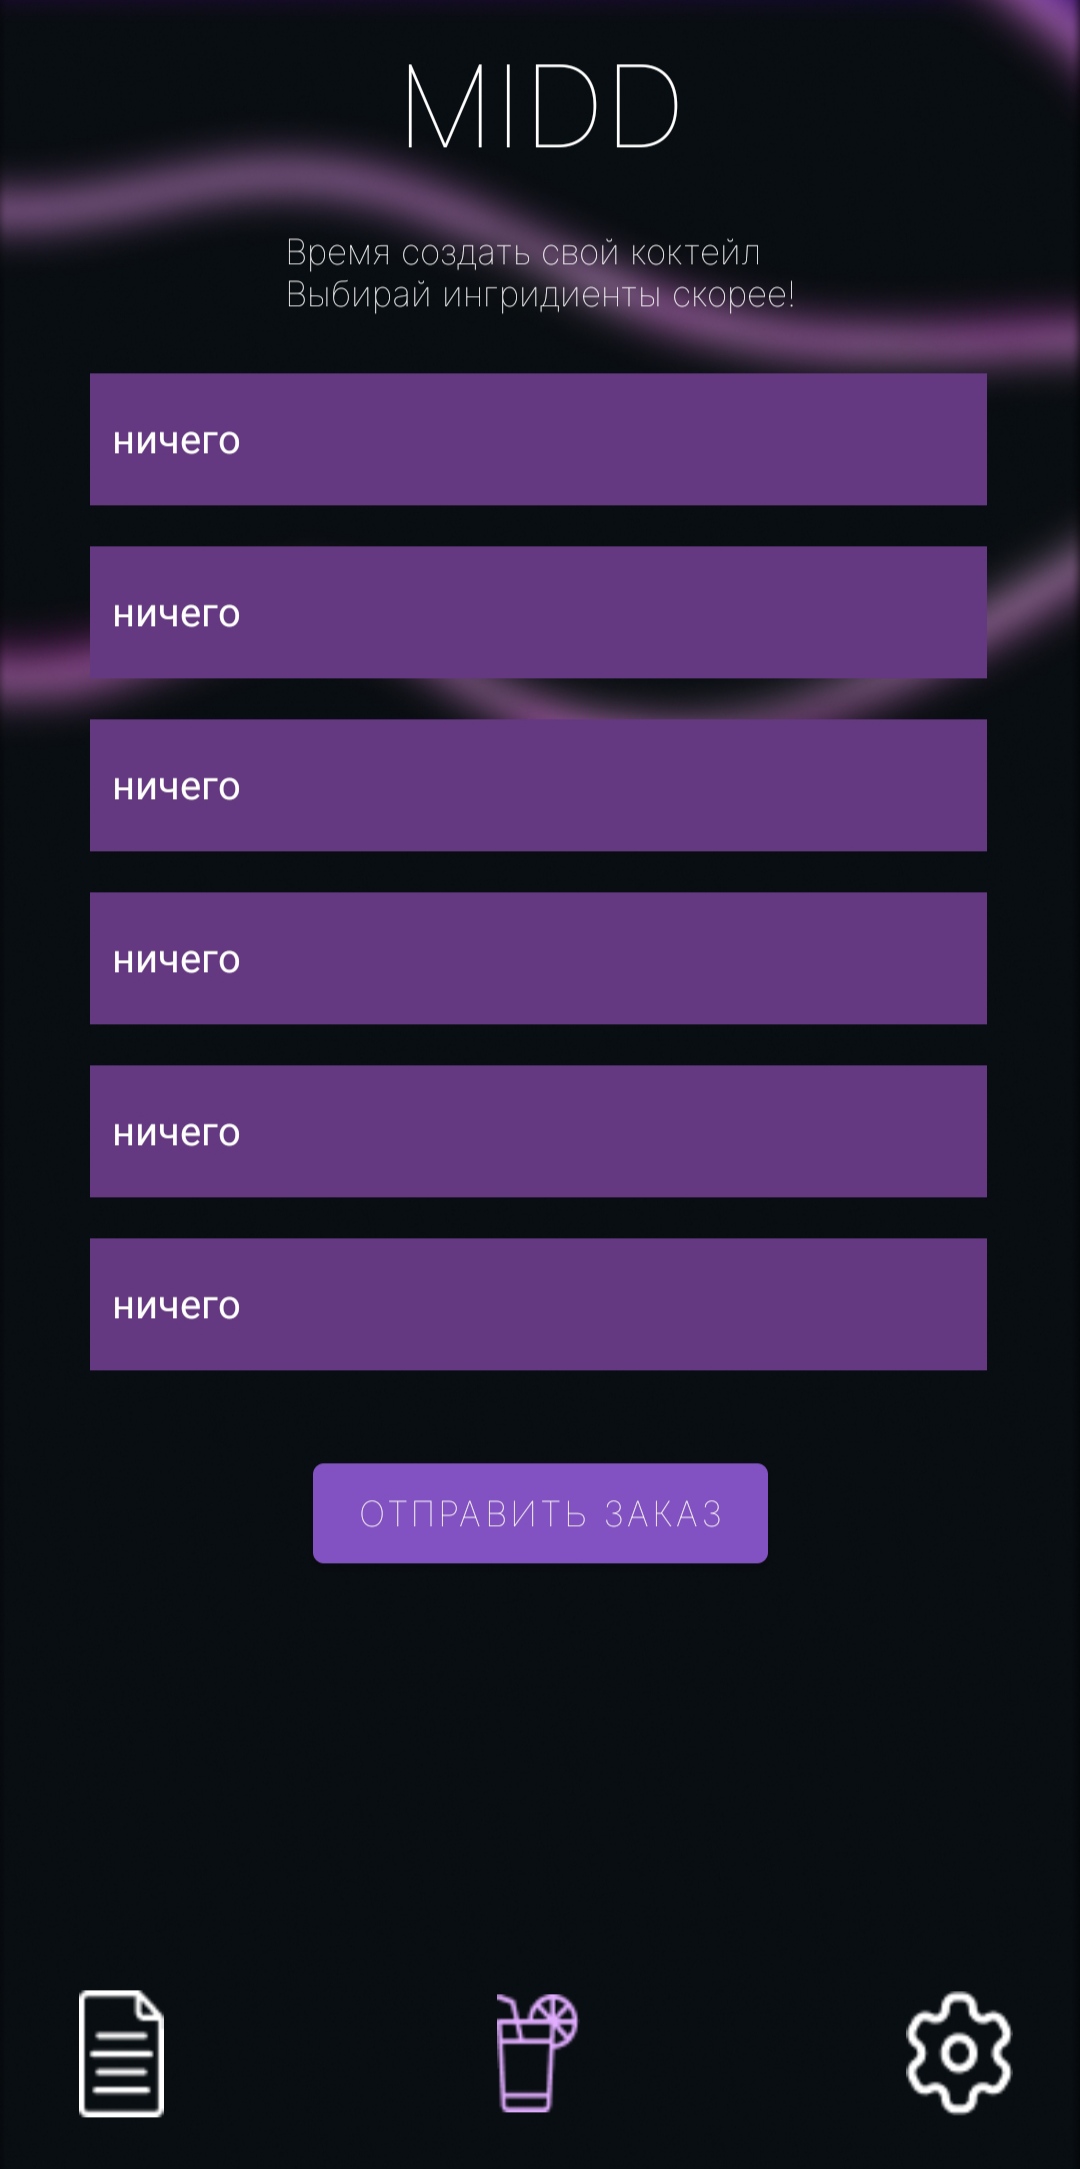 MIDD
Время создать свой коктейл
Выбирай ингридиенты скорее!
ничего
ничего
ничего
ничего
ничего
ничего
ОТПРАВИТЬ ЗАКАЗ